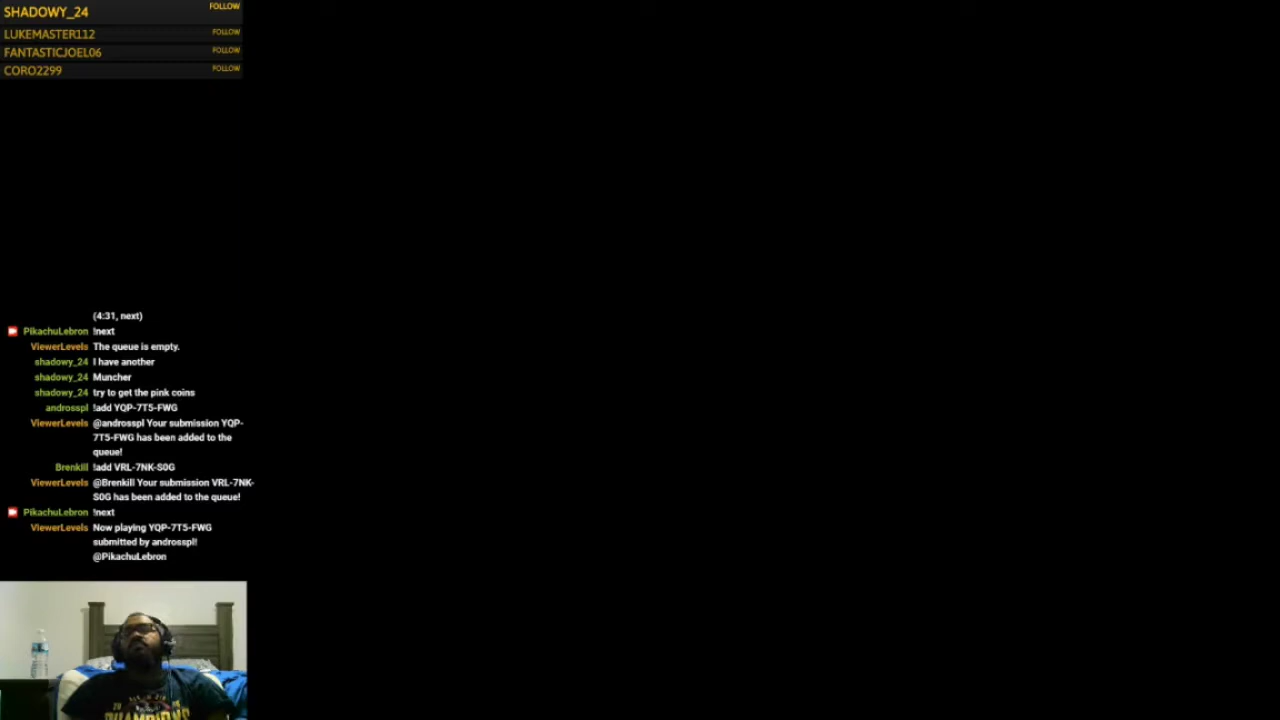 SHADOWY_24 FOLLOW
LUKEMASTER112 FOLLOW
FANTASTICJOEL06 FOLLOW
CORO2299 FOLLOW
(4:31, next)
PikachuLebron !next
ViewerLevels The queue is empty.
shadowy_24 I have another
shadowy_24 Muncher
shadowy_24 try to get the pink coins
androsspl !add YQP-7T5-FWG
ViewerLevels @androsspl Your submission YQP-
7T5-FWG has been added to the
queue!
Brenkill !add VRL-7NK-S0G
ViewerLevels @Brenkill Your submission VRL-7NK-
S0G has been added to the queue!
PikachuLebron !next
ViewerLevels Now playing YQP-7T5-FWG
submitted by androsspl!
@PikachuLebron
20
CHAMPIONS